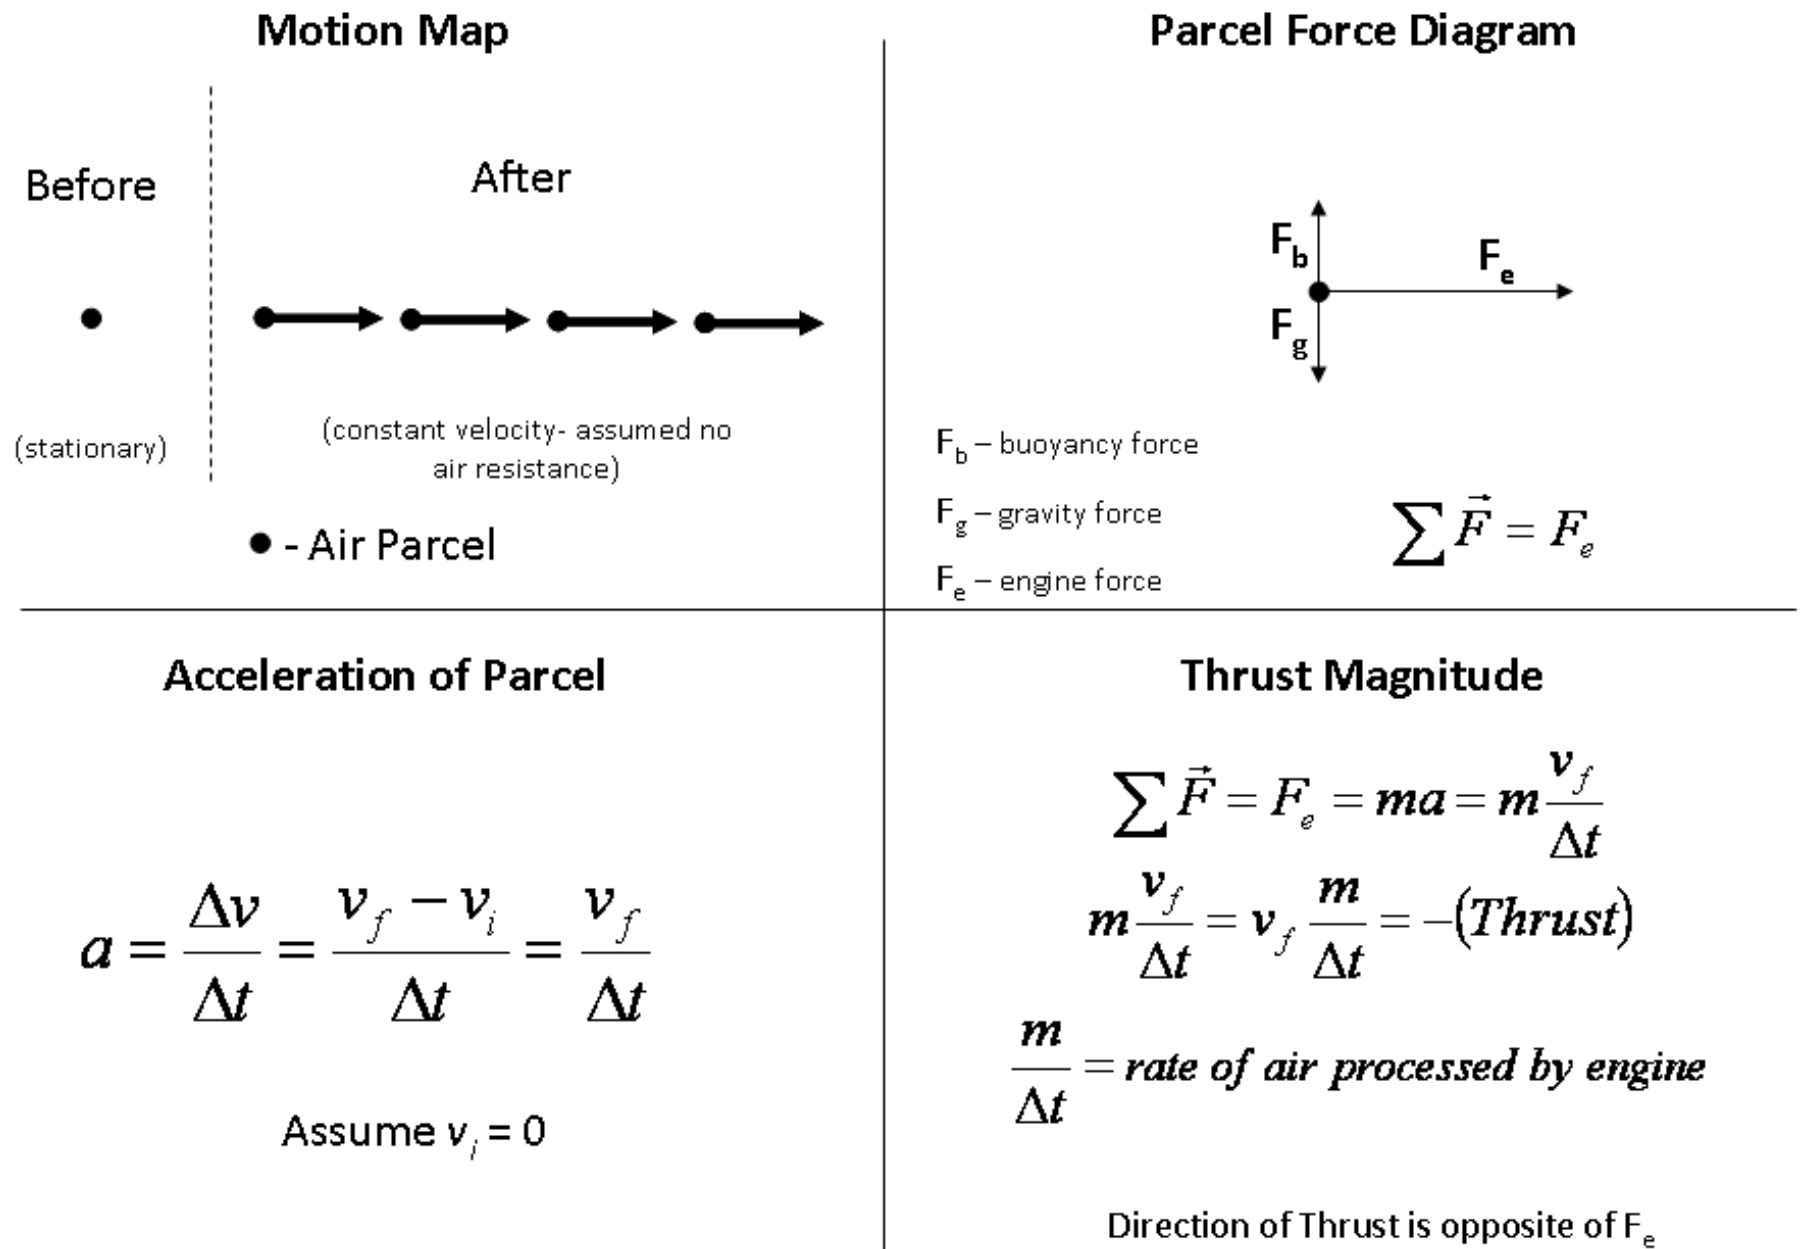 Motion Map
Before
After
(stationary)
(constant velocity- assumed no
air resistance)
● - Air Parcel
Parcel Force Diagram
F_b
F_e
F_g
F_b – buoyancy force
F_g – gravity force
F_e – engine force
∑ F⃗ = F_e
Acceleration of Parcel
a = Δv/Δt = (v_f − v_i)/Δt = v_f/Δt
Assume v_i = 0
Thrust Magnitude
∑ F⃗ = F_e = ma = m v_f/Δt
m v_f/Δt = v_f m/Δt = −(Thrust)
m/Δt = rate of air processed by engine
Direction of Thrust is opposite of F_e